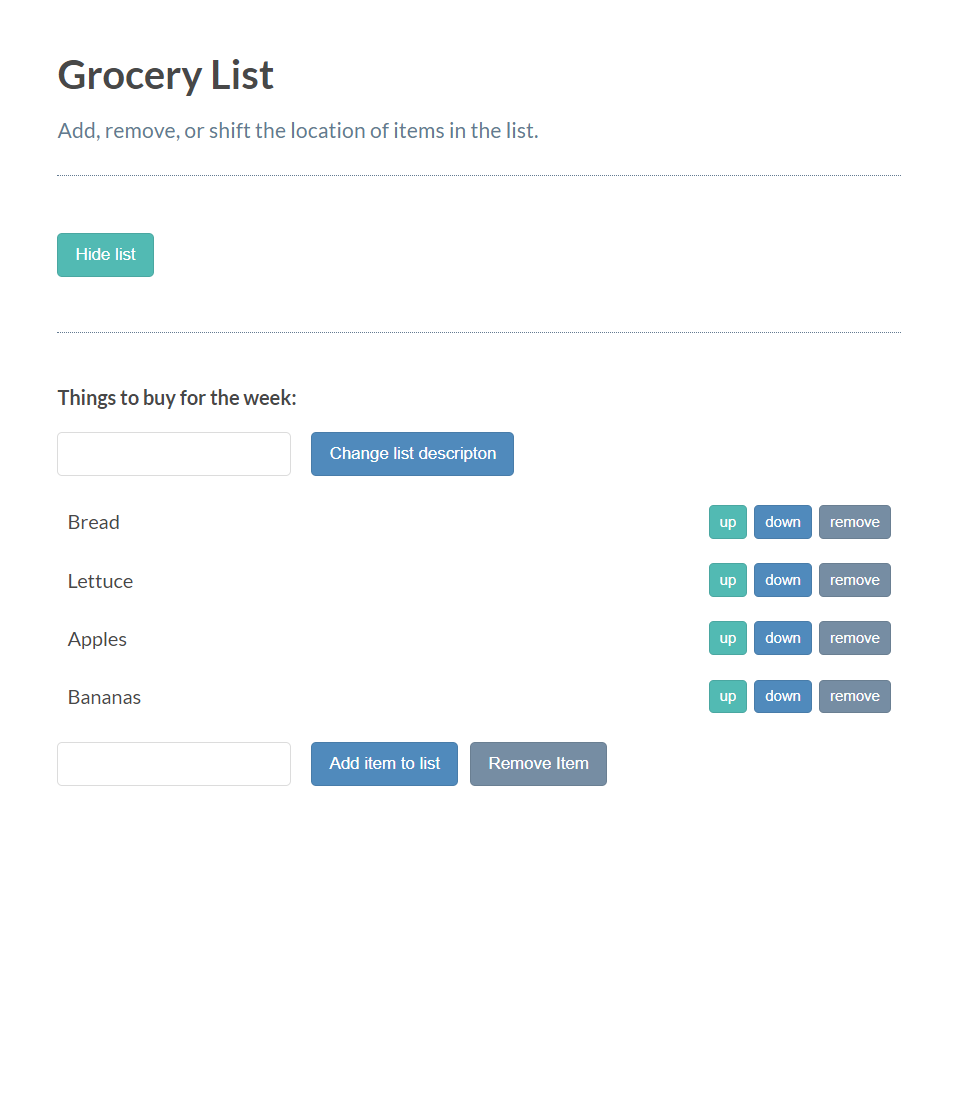 Grocery List
Add, remove, or shift the location of items in the list.
Hide list
Things to buy for the week:
Change list descripton
Bread up down remove
Lettuce up down remove
Apples up down remove
Bananas up down remove
Add item to list Remove Item